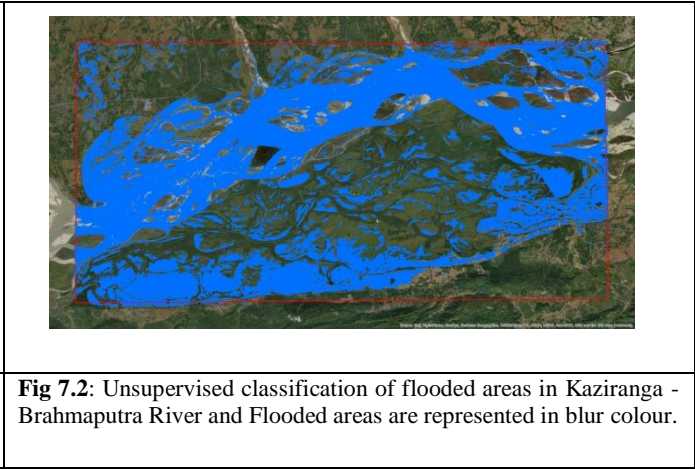 Fig 7.2: Unsupervised classification of flooded areas in Kaziranga -
Brahmaputra River and Flooded areas are represented in blur colour.